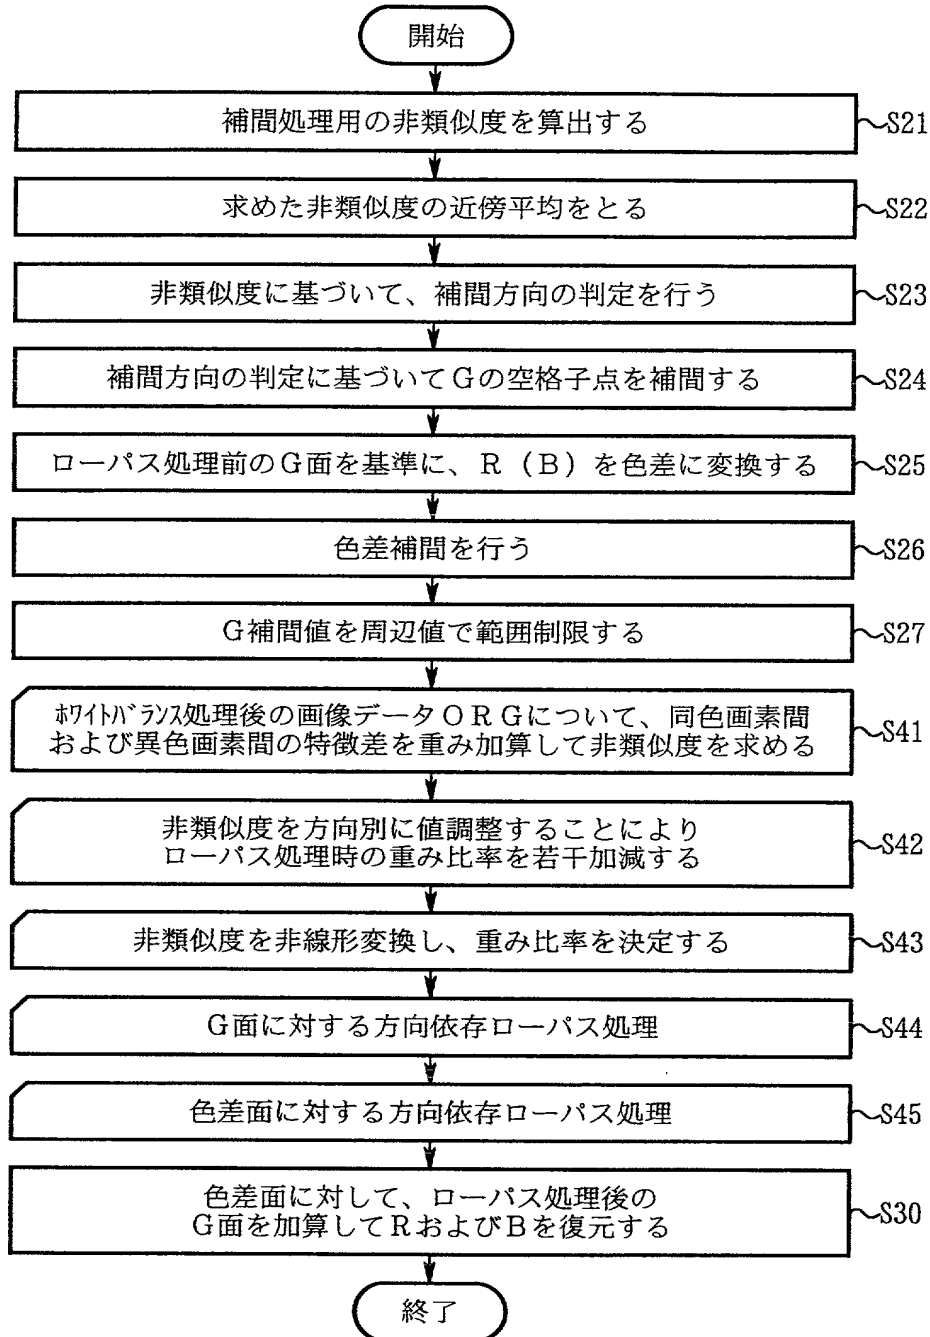 開始
補間処理用の非類似度を算出する
S21
求めた非類似度の近傍平均をとる
S22
非類似度に基づいて、補間方向の判定を行う
S23
補間方向の判定に基づいてGの空格子点を補間する
S24
ローパス処理前のG面を基準に、R(B)を色差に変換する
S25
色差補間を行う
S26
G補間値を周辺値で範囲制限する
S27
ホワイトバランス処理後の画像データORGについて、同色画素間
および異色画素間の特徴差を重み加算して非類似度を求める
S41
非類似度を方向別に値調整することにより
ローパス処理時の重み比率を若干加減する
S42
非類似度を非線形変換し、重み比率を決定する
S43
G面に対する方向依存ローパス処理
S44
色差面に対する方向依存ローパス処理
S45
色差面に対して、ローパス処理後の
G面を加算してRおよびBを復元する
S30
終了